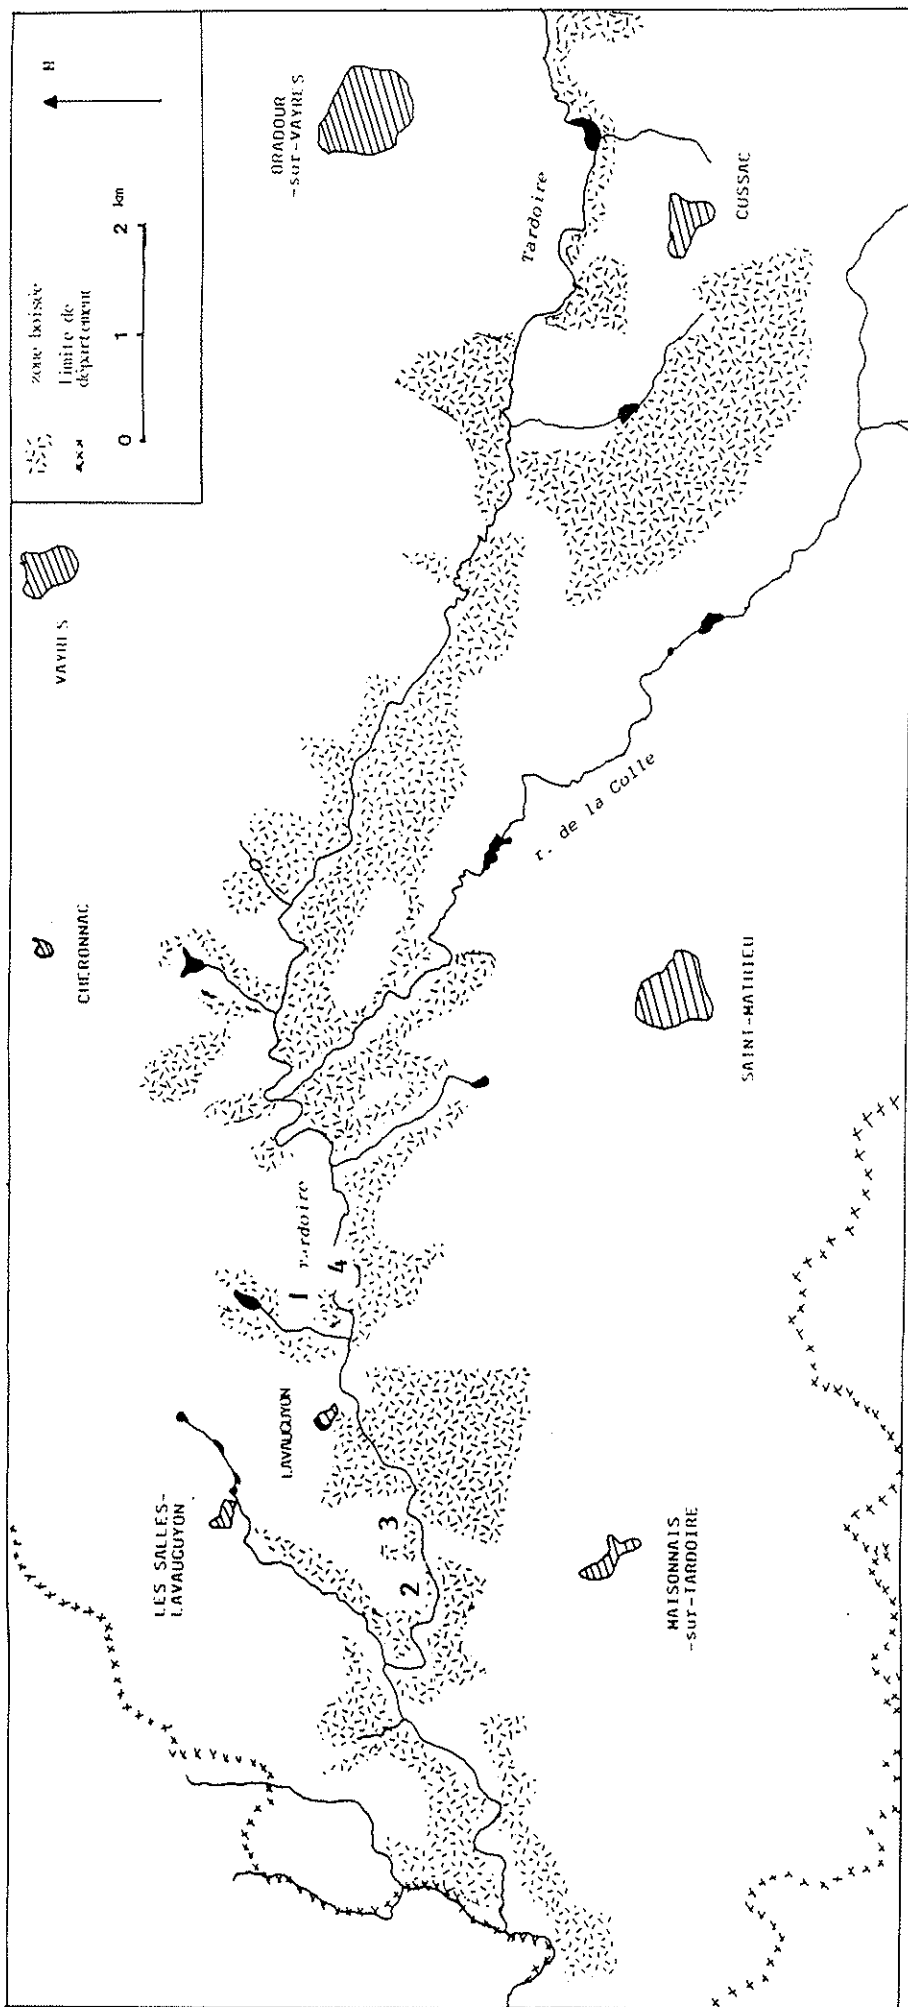 zone boisée
Limite de
département
0 1 2 km
N
VAYRES
ORADOUR
-sur-VAYRES
CHERONNAC
Tardoire
CUSSAC
LES SALLES-
LAVAUGUYON
LAVAUGUYON
Tardoire
1
4
2
3
r. de la Colle
SAINT-MATHIEU
MAISONNAIS
-sur-TARDOIRE